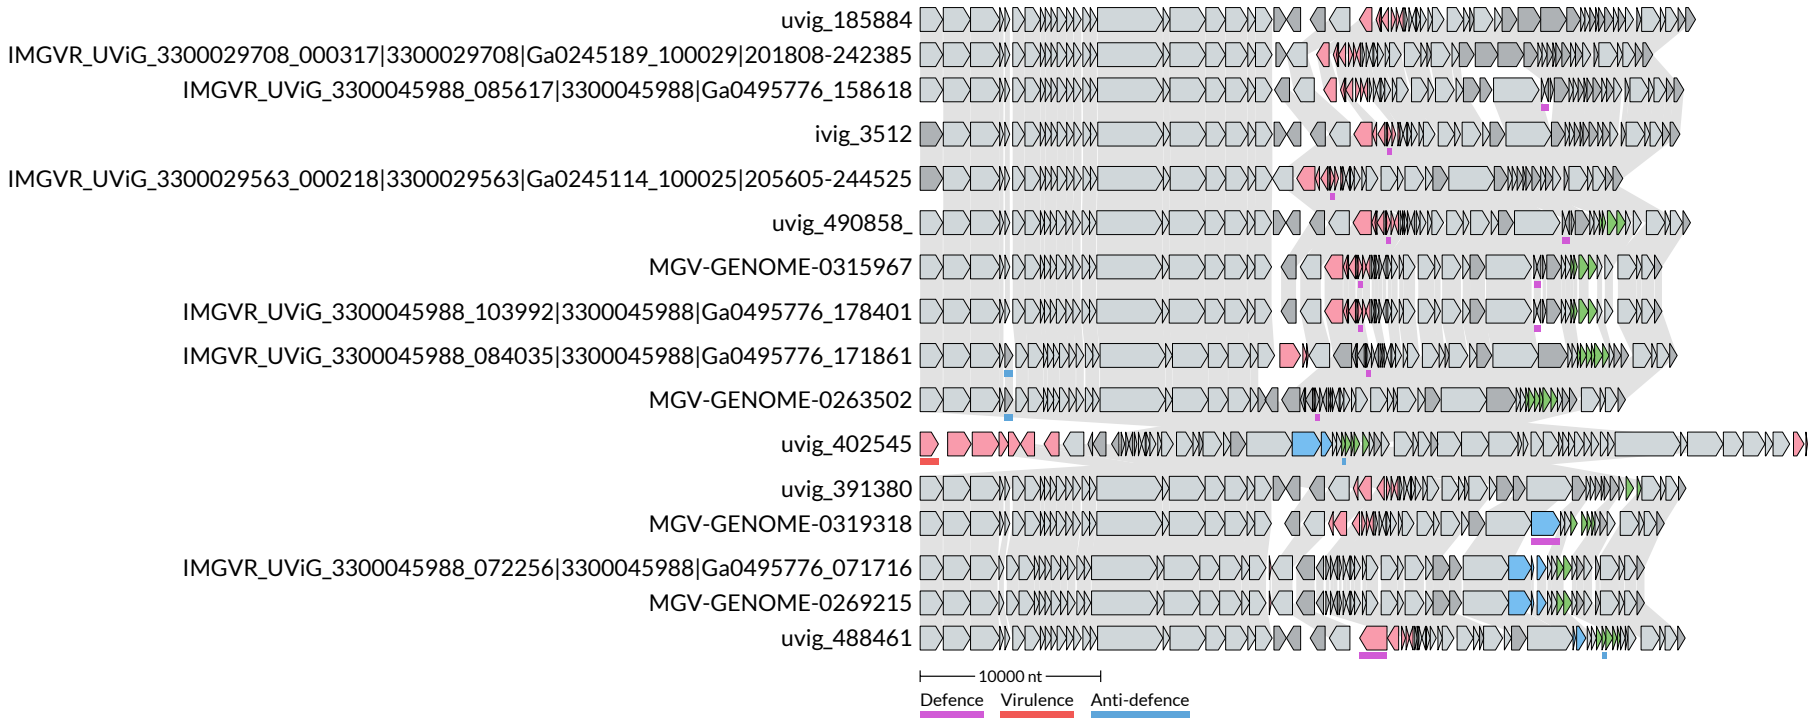 uvig_185884
IMGVR_UViG_3300029708_000317|3300029708|Ga0245189_100029|201808-242385
IMGVR_UViG_3300045988_085617|3300045988|Ga0495776_158618
ivig_3512
IMGVR_UViG_3300029563_000218|3300029563|Ga0245114_100025|205605-244525
uvig_490858_
MGV-GENOME-0315967
IMGVR_UViG_3300045988_103992|3300045988|Ga0495776_178401
IMGVR_UViG_3300045988_084035|3300045988|Ga0495776_171861
MGV-GENOME-0263502
uvig_402545
uvig_391380
MGV-GENOME-0319318
IMGVR_UViG_3300045988_072256|3300045988|Ga0495776_071716
MGV-GENOME-0269215
uvig_488461
10000 nt
Defence Virulence Anti-defence